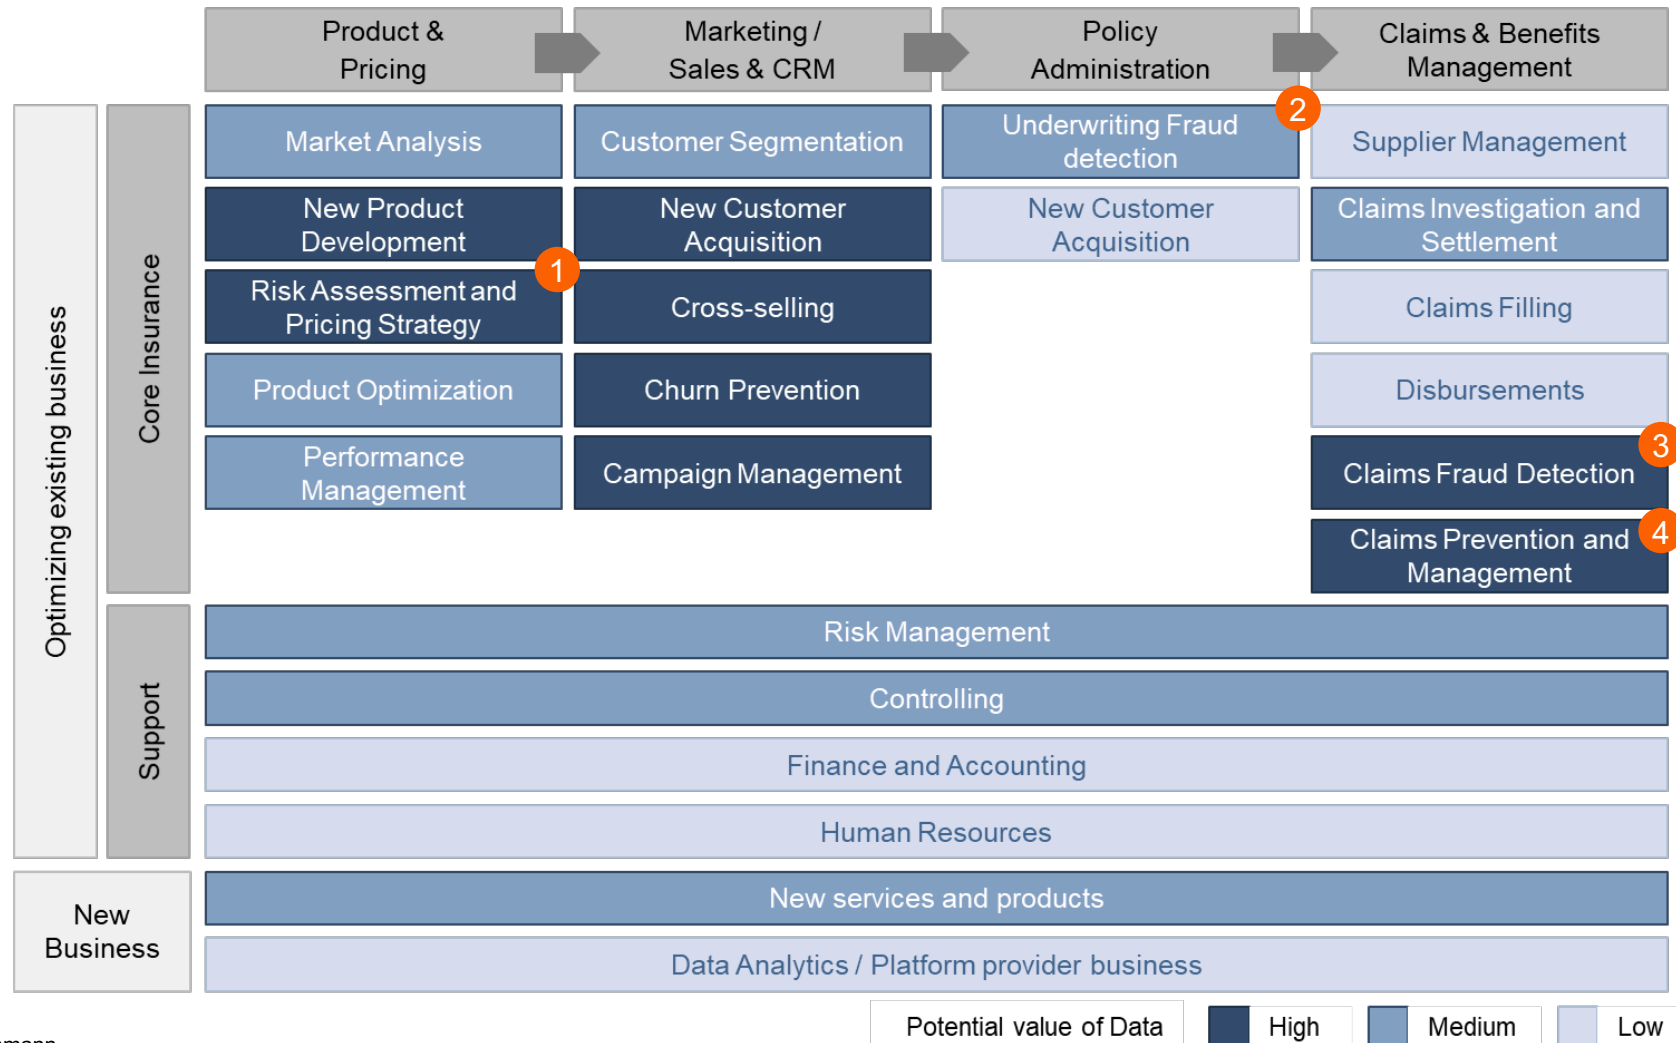 Product &
Pricing
Marketing /
Sales & CRM
Policy
Administration
Claims & Benefits
Management
Optimizing existing business
Core Insurance
Market Analysis
New Product
Development
1
Risk Assessment and
Pricing Strategy
Product Optimization
Performance
Management
Customer Segmentation
New Customer
Acquisition
Cross-selling
Churn Prevention
Campaign Management
2
Underwriting Fraud
detection
New Customer
Acquisition
Supplier Management
Claims Investigation and
Settlement
Claims Filling
Disbursements
3
Claims Fraud Detection
4
Claims Prevention and
Management
Support
Risk Management
Controlling
Finance and Accounting
Human Resources
New
Business
New services and products
Data Analytics / Platform provider business
Potential value of Data
High
Medium
Low